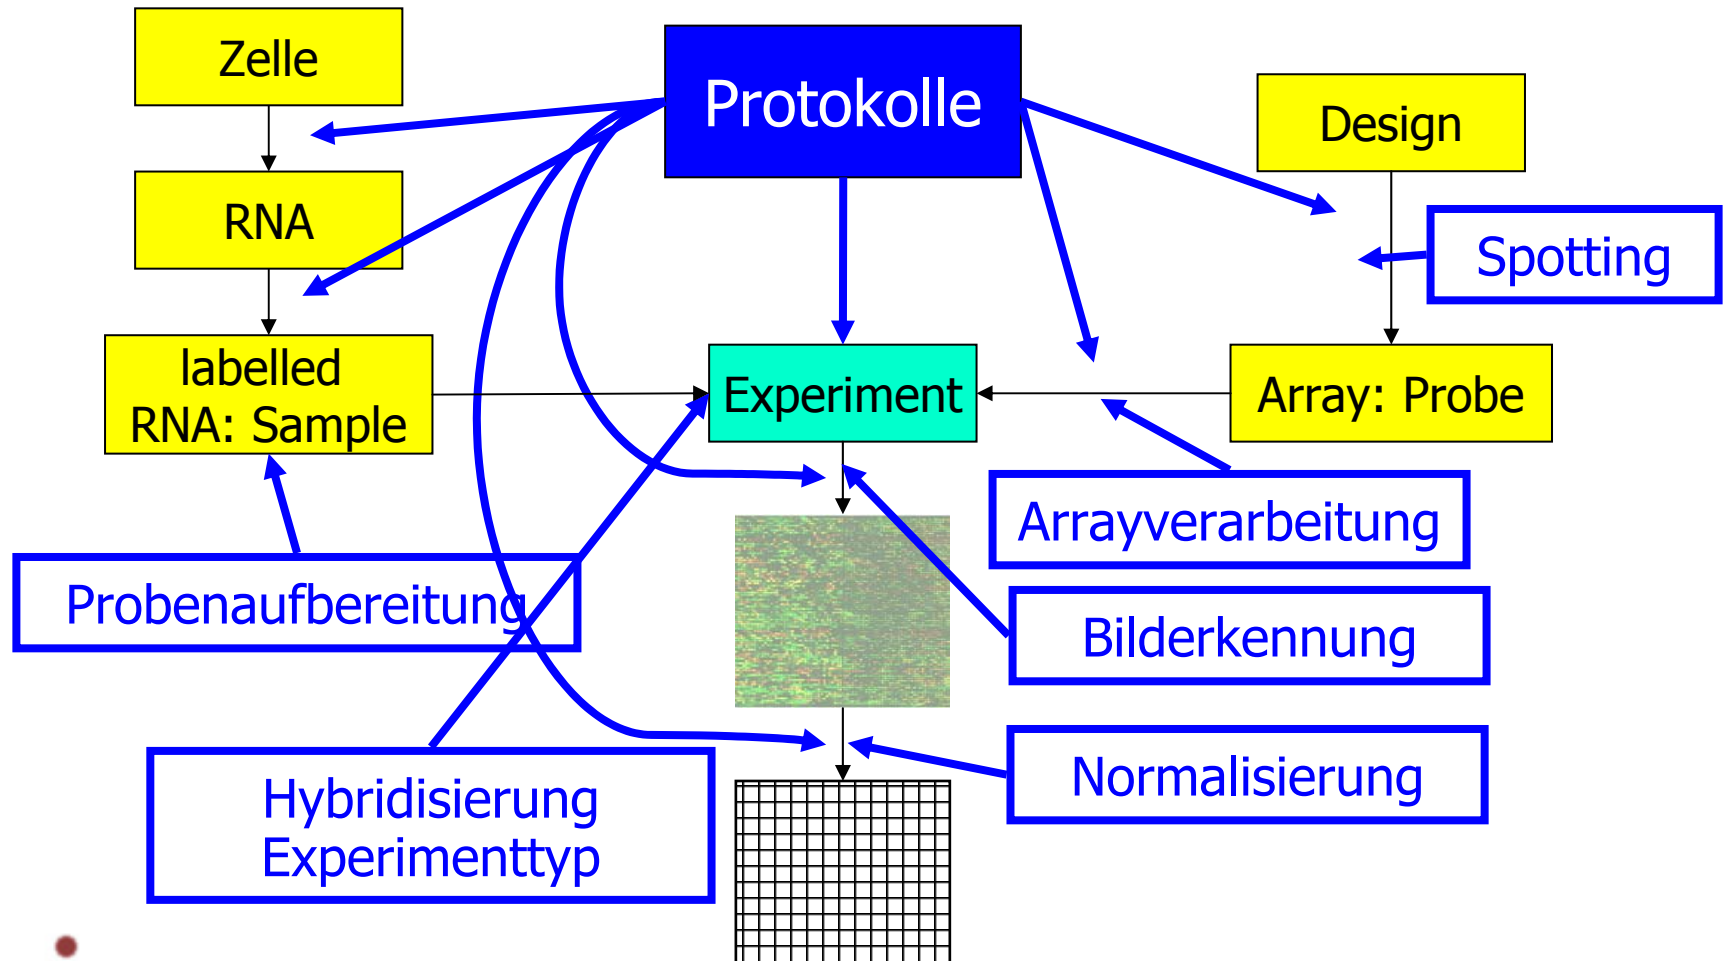 Zelle
Protokolle
Design
RNA
Spotting
labelled
RNA: Sample
Experiment
Array: Probe
Arrayverarbeitung
Probenaufbereitung
Bilderkennung
Normalisierung
Hybridisierung
Experimenttyp